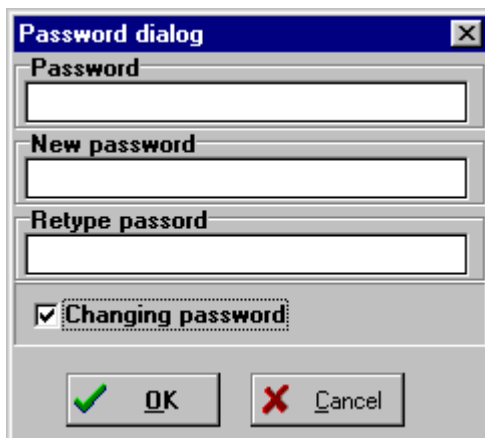 Password dialog
Password
New password
Retype passord
Changing password
OK
Cancel